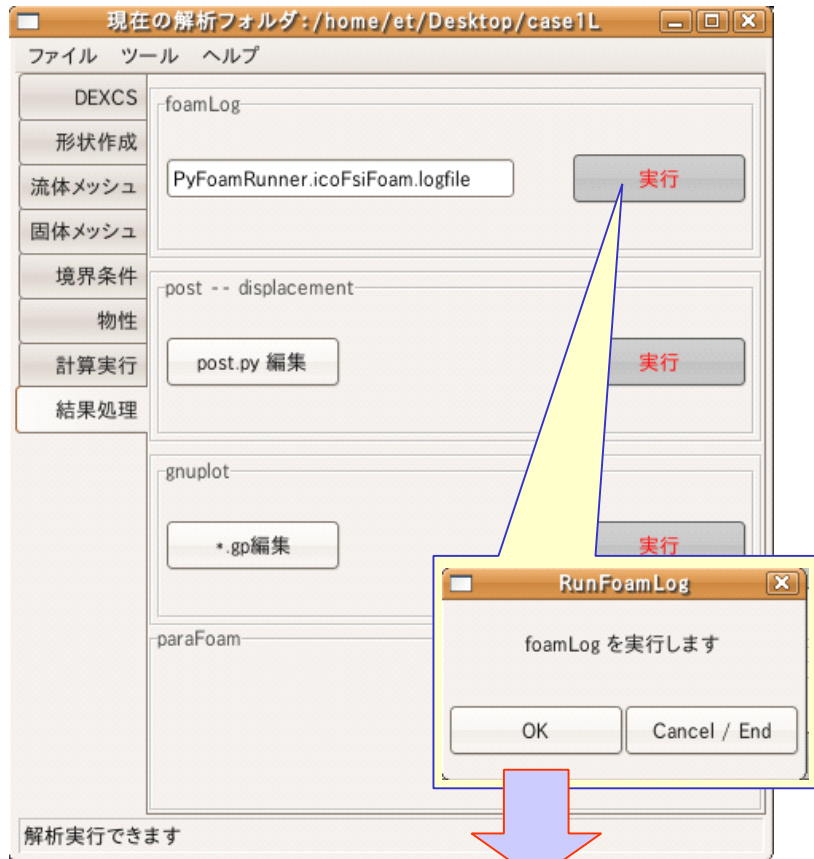 現在の解析フォルダ:/home/et/Desktop/case1L
ファイル ツール ヘルプ
DEXCS
形状作成
流体メッシュ
固体メッシュ
境界条件
物性
計算実行
結果処理
foamLog
PyFoamRunner.icoFsiFoam.logfile
実行
post -- displacement
post.py 編集
実行
gnuplot
*.gp編集
実行
paraFoam
RunFoamLog
foamLog を実行します
OK
Cancel / End
解析実行できます